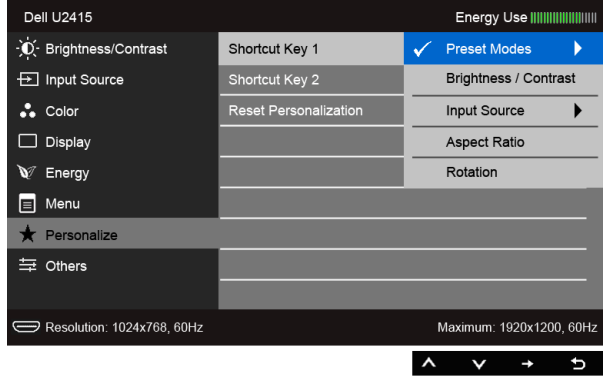 Dell U2415
Energy Use
Brightness/Contrast
Shortcut Key 1
Preset Modes
Input Source
Shortcut Key 2
Brightness / Contrast
Color
Reset Personalization
Input Source
Display
Aspect Ratio
Energy
Rotation
Menu
Personalize
Others
Resolution: 1024x768, 60Hz
Maximum: 1920x1200, 60Hz